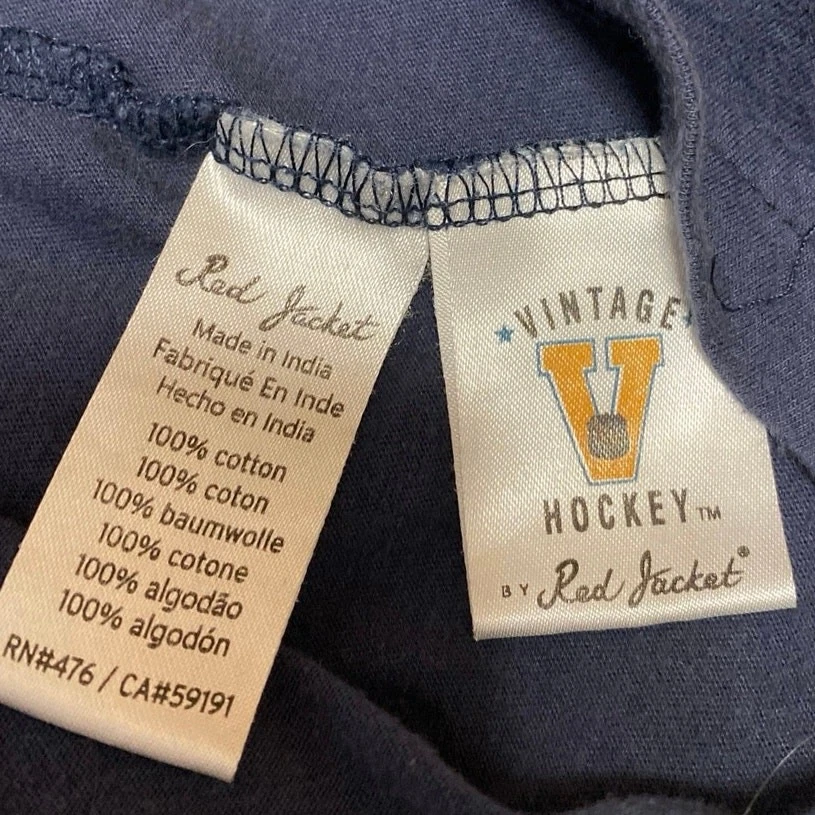 Red Jacket
Made in India
Fabriqué En Inde
Hecho en India
100% cotton
100% coton
100% baumwolle
100% cotone
100% algodão
100% algodón
RN#476 / CA#59191
VINTAGE
V
HOCKEY™
BY Red Jacket®